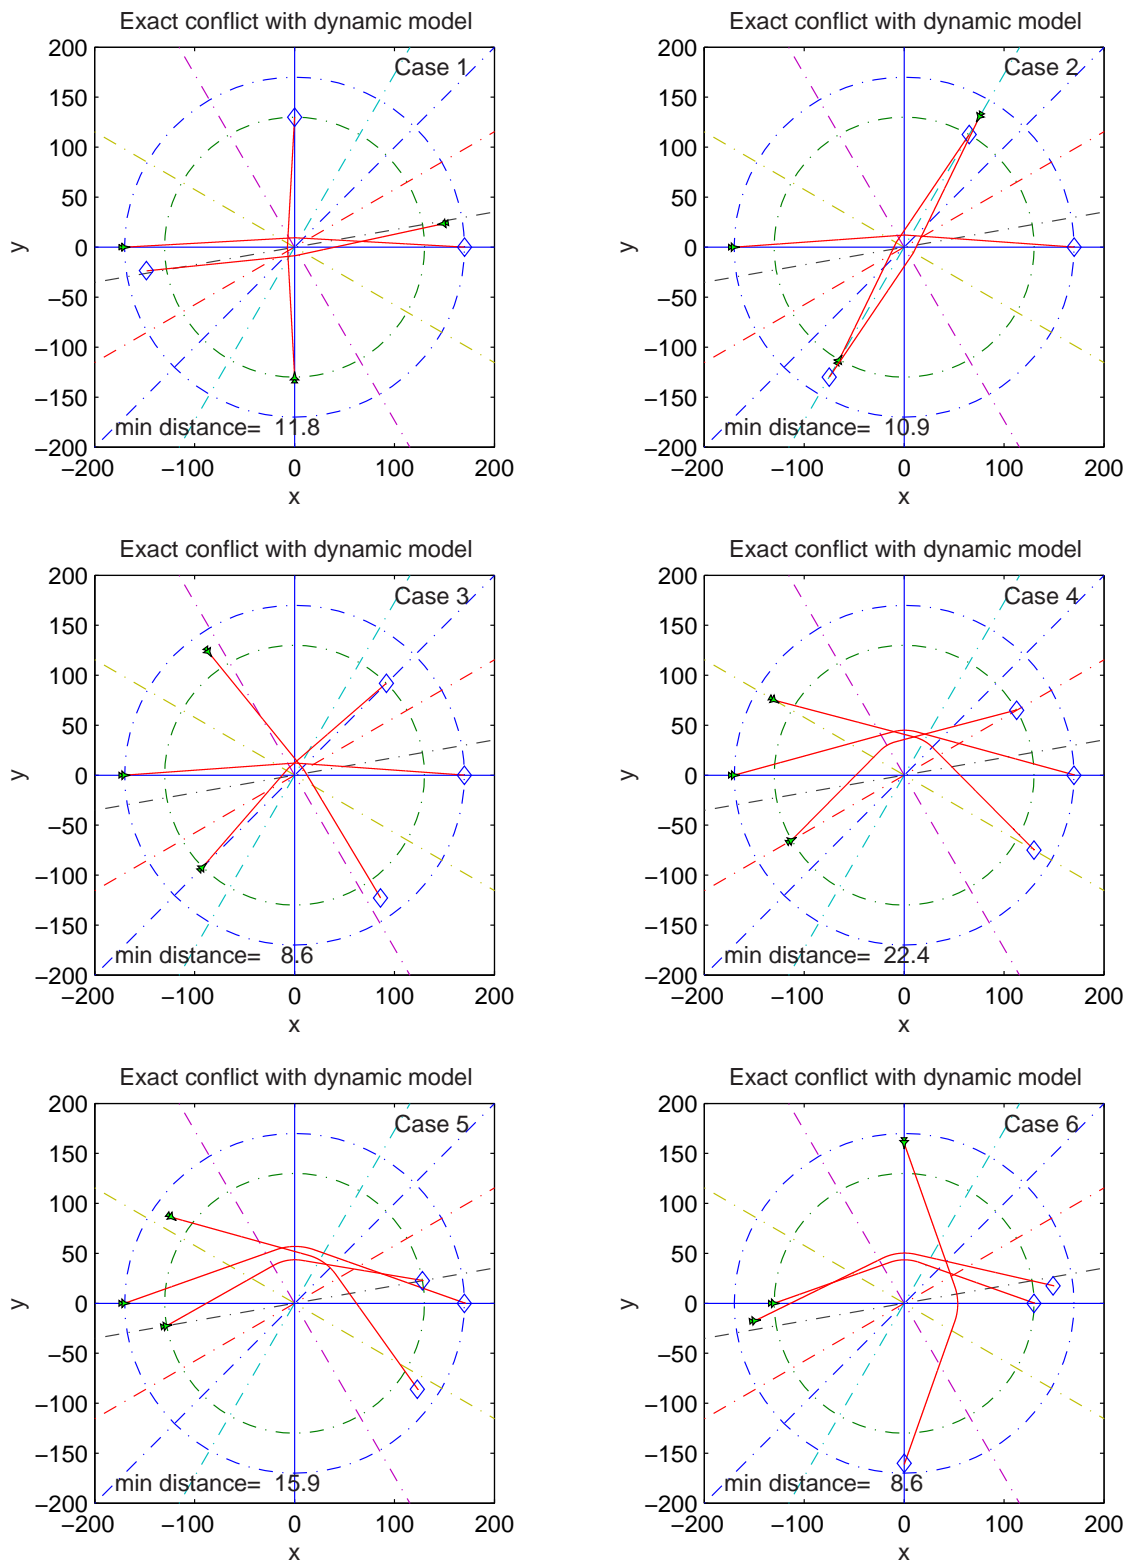 Exact conflict with dynamic model
Exact conflict with dynamic model
200
150
100
50
0
−50
−100
−150
−200
y
Case 1
min distance= 11.8
−200 −100 0 100 200
x
200
150
100
50
0
−50
−100
−150
−200
y
Case 2
min distance= 10.9
−200 −100 0 100 200
x
Exact conflict with dynamic model
Exact conflict with dynamic model
200
150
100
50
0
−50
−100
−150
−200
y
Case 3
min distance= 8.6
−200 −100 0 100 200
x
200
150
100
50
0
−50
−100
−150
−200
y
Case 4
min distance= 22.4
−200 −100 0 100 200
x
Exact conflict with dynamic model
Exact conflict with dynamic model
200
150
100
50
0
−50
−100
−150
−200
y
Case 5
min distance= 15.9
−200 −100 0 100 200
x
200
150
100
50
0
−50
−100
−150
−200
y
Case 6
min distance= 8.6
−200 −100 0 100 200
x